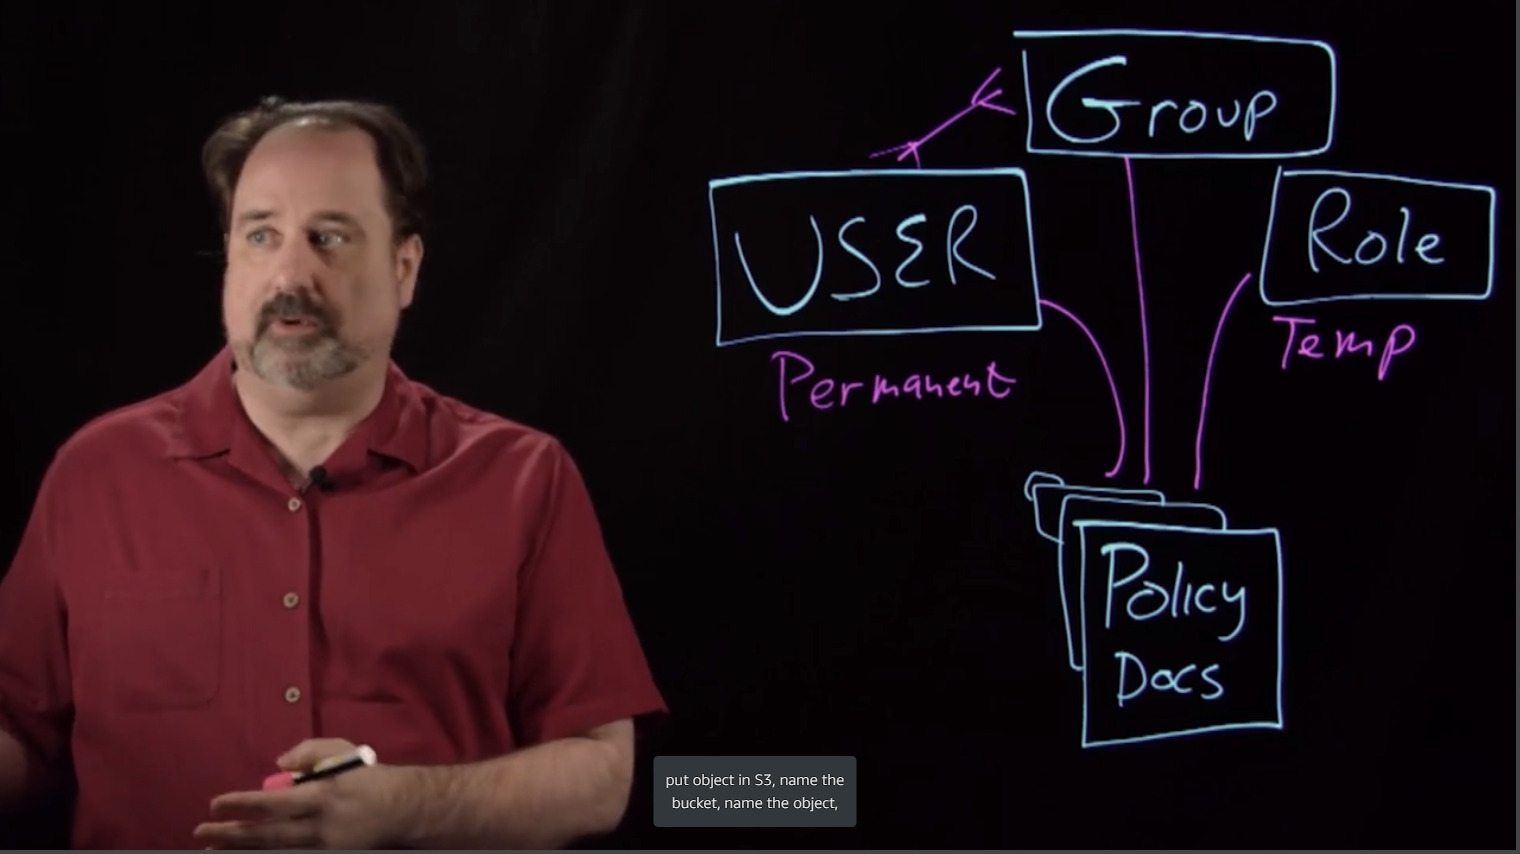 Group
USER
Role
Permanent
Temp
Policy
Docs
put object in S3, name the
bucket, name the object,